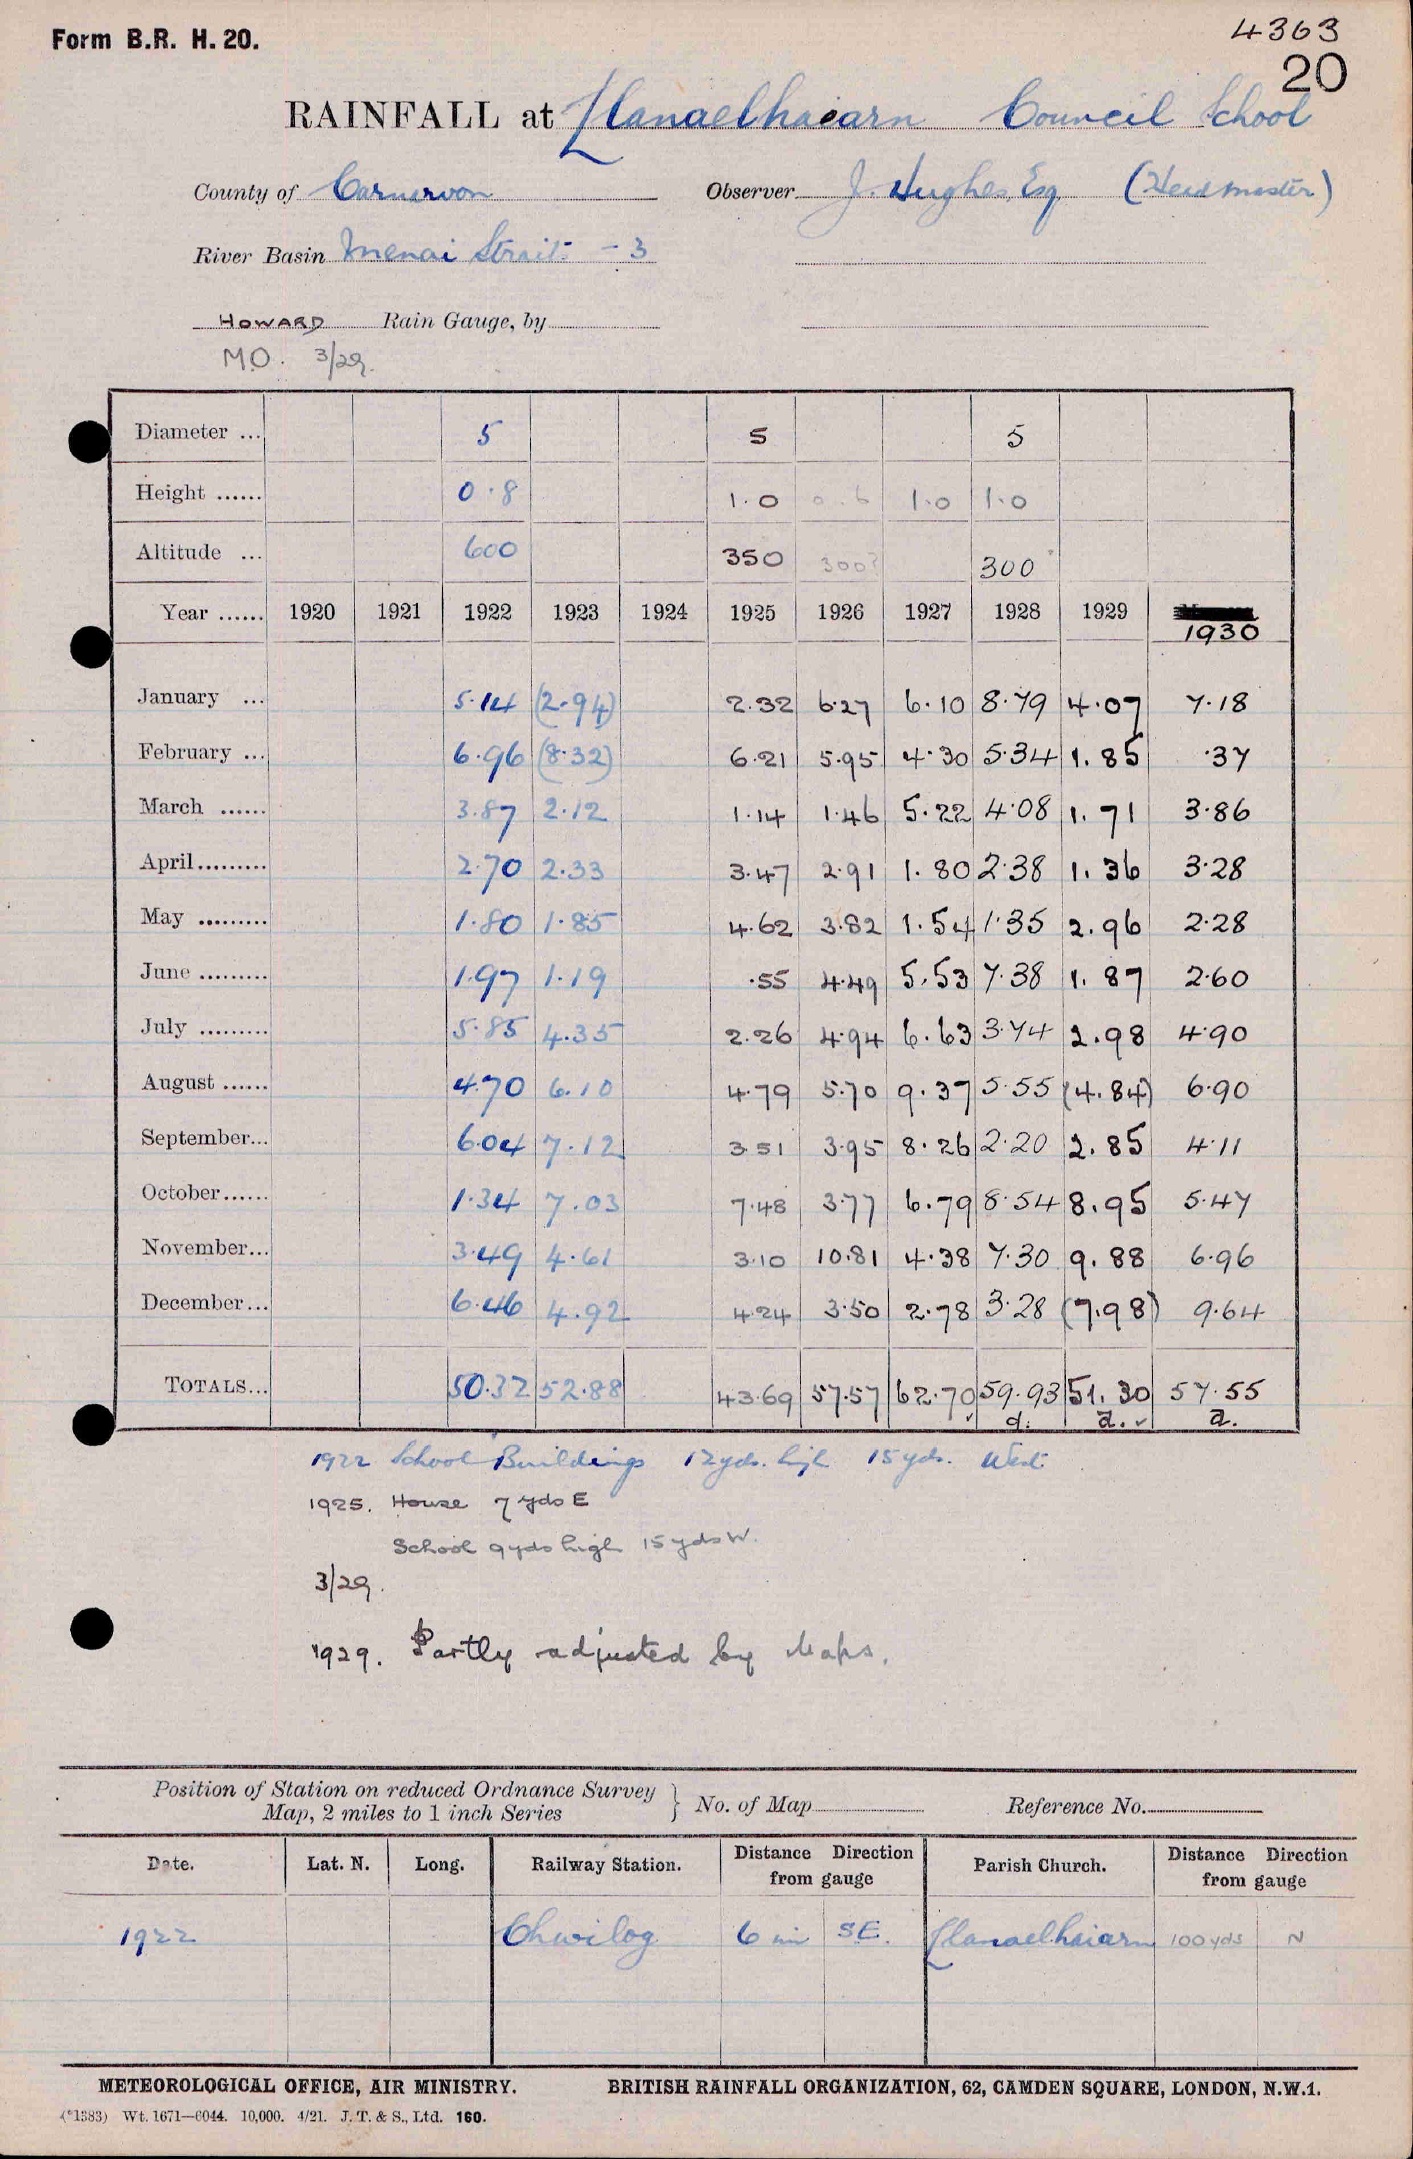 Form B.R. H. 20.
4363
20
RAINFALL at Llanaelhaiarn Council School
County of Carnarvon Observer J. Hughes, Esq (Headmaster)
River Basin Menai Strait - 3
HOWARD Rain Gauge, by
M.O. 3/29.
Diameter ... 5 5 5
Height ...... 0.8 1.0 0.6 1.0 1.0
Altitude ... 600 350 300? 300
Year ...... 1920 1921 1922 1923 1924 1925 1926 1927 1928 1929 1930
January ... 5.14 (2.94) 2.32 6.27 6.10 8.79 4.07 7.18
February ... 6.96 (8.32) 6.21 5.95 4.30 5.34 1.85 .37
March ...... 3.87 2.12 1.14 1.46 5.22 4.08 1.71 3.86
April......... 2.70 2.33 3.47 2.91 1.80 2.38 1.36 3.28
May ......... 1.80 1.85 4.62 3.82 1.54 1.35 2.96 2.28
June ......... 1.97 1.19 .55 4.49 5.53 7.38 1.87 2.60
July ......... 5.85 4.35 2.26 4.94 6.63 3.74 2.98 4.90
August ...... 4.70 6.10 4.79 5.70 9.37 5.55 (4.84) 6.90
September... 6.04 7.12 3.51 3.95 8.26 2.20 2.85 4.11
October...... 1.34 7.03 7.48 3.77 6.79 8.54 8.95 5.47
November... 3.49 4.61 3.10 10.81 4.38 7.30 9.88 6.96
December... 6.46 4.92 4.24 3.50 2.78 3.28 (7.98) 9.64
TOTALS... 50.32 52.88 43.69 57.57 62.70 59.93 51.30 57.55
d. a. a.
1922 School Buildings 12yds. high 15yds. West
1925. House 7 yds E
School 9yds high 15yds W.
3/29.
1929. Partly adjusted by Maps.
Position of Station on reduced Ordnance Survey Map, 2 miles to 1 inch Series } No. of Map Reference No.
Date. Lat. N. Long. Railway Station. Distance Direction from gauge Parish Church. Distance Direction from gauge
1922 Chwilog 6 mi SE. Llanaelhaiarn 100 yds N
METEOROLOGICAL OFFICE, AIR MINISTRY. BRITISH RAINFALL ORGANIZATION, 62, CAMDEN SQUARE, LONDON, N.W.1.
(*1383) Wt. 1671—6044. 10,000. 4/21. J. T. & S., Ltd. 160.